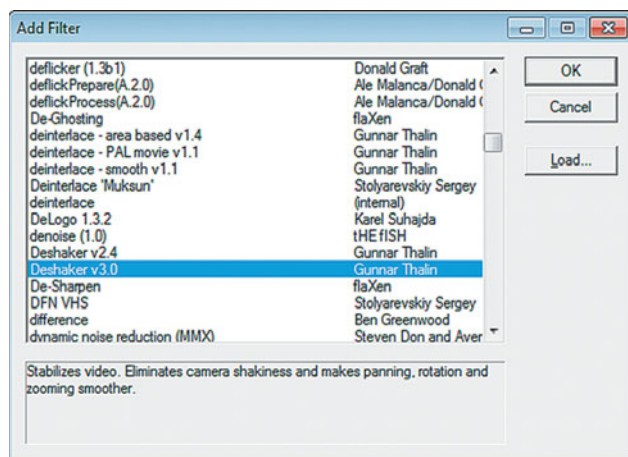 Add Filter
deflicker (1.3b1) Donald Graft
deflickPrepare(A.2.0) Ale Malanca/Donald (
deflickProcess(A.2.0) Ale Malanca/Donald (
De-Ghosting flaXen
deinterlace - area based v1.4 Gunnar Thalin
deinterlace - PAL movie v1.1 Gunnar Thalin
deinterlace - smooth v1.1 Gunnar Thalin
Deinterlace 'Muksun' Stolyarevskiy Sergey
deinterlace (internal)
DeLogo 1.3.2 Karel Suhajda
denoise (1.0) tHE fISH
Deshaker v2.4 Gunnar Thalin
Deshaker v3.0 Gunnar Thalin
De-Sharpen flaXen
DFN VHS Stolyarevskiy Sergey
difference Ben Greenwood
dynamic noise reduction (MMX) Steven Don and Aver
OK
Cancel
Load...
Stabilizes video. Eliminates camera shakiness and makes panning, rotation and
zooming smoother.